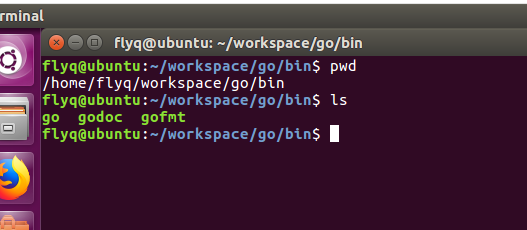 rminal
flyq@ubuntu: ~/workspace/go/bin
flyq@ubuntu:~/workspace/go/bin$ pwd
/home/flyq/workspace/go/bin
flyq@ubuntu:~/workspace/go/bin$ ls
go  godoc  gofmt
flyq@ubuntu:~/workspace/go/bin$